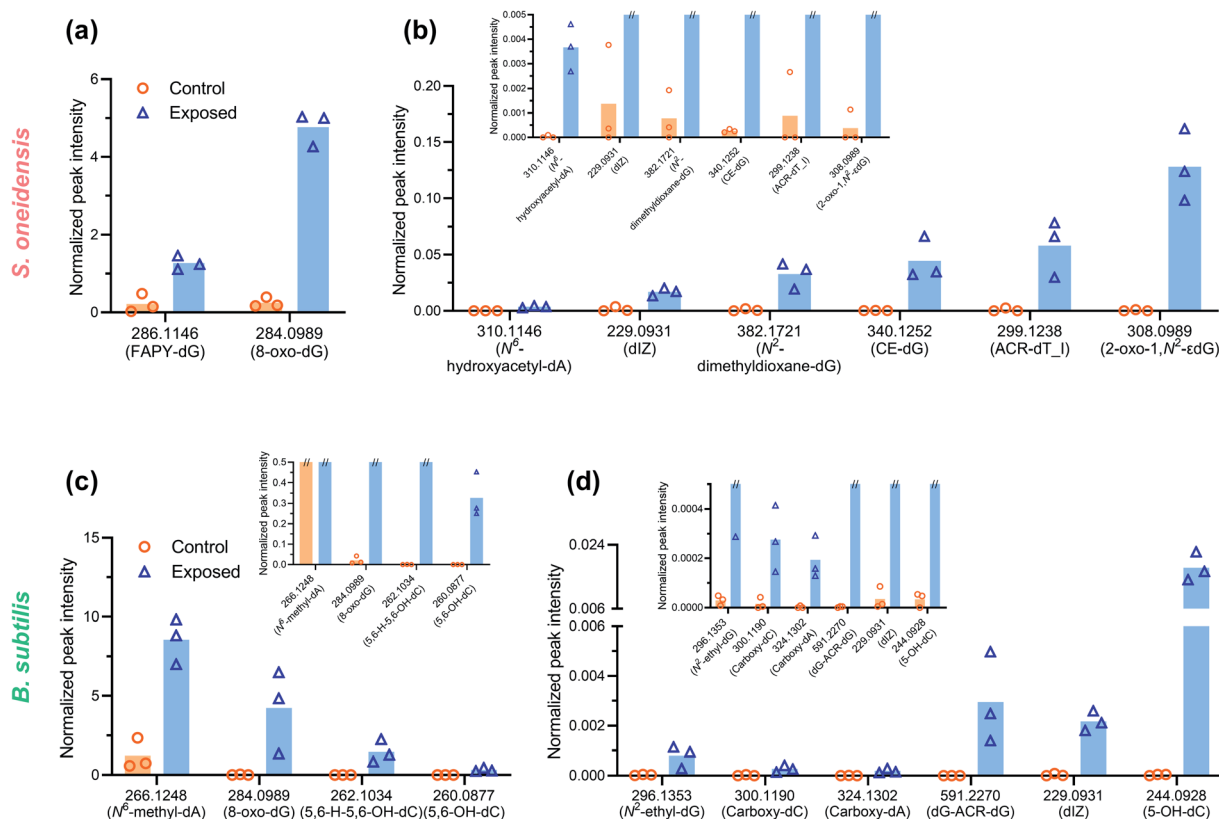 S. oneidensis
(a)
Normalized peak intensity
6
4
2
0
Control
Exposed
286.1146
(FAPY-dG)
284.0989
(8-oxo-dG)
(b)
Normalized peak intensity
0.20
0.15
0.10
0.05
0.00
310.1146
(N⁶-
hydroxyacetyl-dA)
229.0931
(dIZ)
382.1721
(N²-
dimethyldioxane-dG)
340.1252
(CE-dG)
299.1238
(ACR-dT_I)
308.0989
(2-oxo-1,N²-εdG)
Normalized peak intensity
0.005
0.004
0.003
0.002
0.001
0.000
310.1146
(N⁶-
hydroxyacetyl-dA)
229.0931
(dIZ)
382.1721
(N²-
dimethyldioxane-dG)
340.1252
(CE-dG)
299.1238
(ACR-dT_I)
308.0989
(2-oxo-1,N²-εdG)
B. subtilis
(c)
Normalized peak intensity
15
10
5
0
Control
Exposed
266.1248
(N⁶-methyl-dA)
284.0989
(8-oxo-dG)
262.1034
(5,6-H-5,6-OH-dC)
260.0877
(5,6-OH-dC)
Normalized peak intensity
0.5
0.4
0.3
0.2
0.1
0.0
266.1248
(N⁶-methyl-dA)
284.0989
(8-oxo-dG)
262.1034
(5,6-H-5,6-OH-dC)
260.0877
(5,6-OH-dC)
(d)
Normalized peak intensity
0.024
0.006
0.006
0.004
0.002
0.000
296.1353
(N²-ethyl-dG)
300.1190
(Carboxy-dC)
324.1302
(Carboxy-dA)
591.2270
(dG-ACR-dG)
229.0931
(dIZ)
244.0928
(5-OH-dC)
Normalized peak intensity
0.0004
0.0002
0.0000
296.1353
(N²-ethyl-dG)
300.1190
(Carboxy-dC)
324.1302
(Carboxy-dA)
591.2270
(dG-ACR-dG)
229.0931
(dIZ)
244.0928
(5-OH-dC)